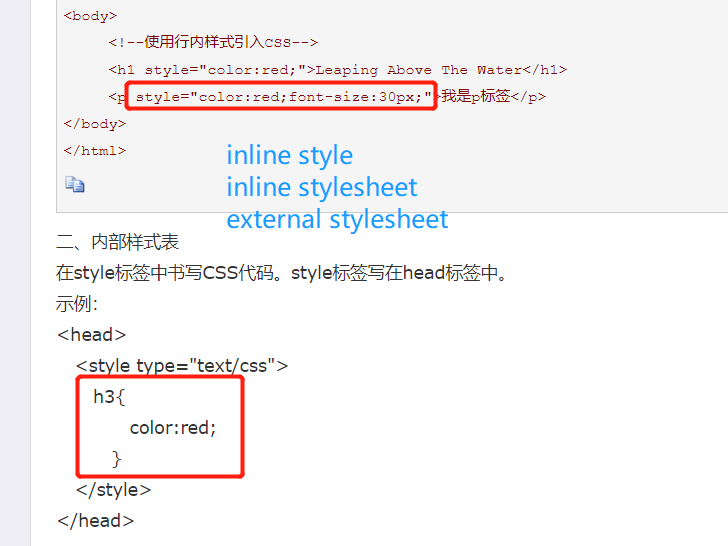 <body>
<!--使用行内样式引入CSS-->
<h1 style="color:red;">Leaping Above The Water</h1>
<p style="color:red;font-size:30px;">我是p标签</p>
</body>
</html>
inline style
inline stylesheet
external stylesheet
二、内部样式表
在style标签中书写CSS代码。style标签写在head标签中。
示例：
<head>
<style type="text/css">
h3{
color:red;
}
</style>
</head>